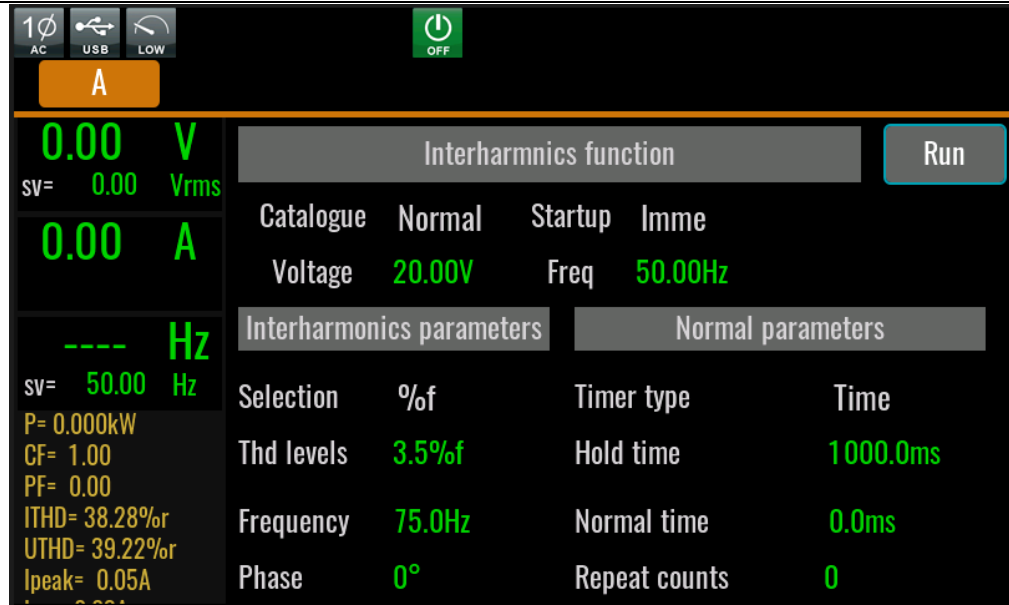 1Ø AC USB LOW OFF
A
0.00 V
sv= 0.00 Vrms
0.00 A
---- Hz
sv= 50.00 Hz
P= 0.000kW
CF= 1.00
PF= 0.00
ITHD= 38.28%r
UTHD= 39.22%r
Ipeak= 0.05A
Interharmnics function Run
Catalogue Normal Startup Imme
Voltage 20.00V Freq 50.00Hz
Interharmonics parameters Normal parameters
Selection %f Timer type Time
Thd levels 3.5%f Hold time 1000.0ms
Frequency 75.0Hz Normal time 0.0ms
Phase 0° Repeat counts 0